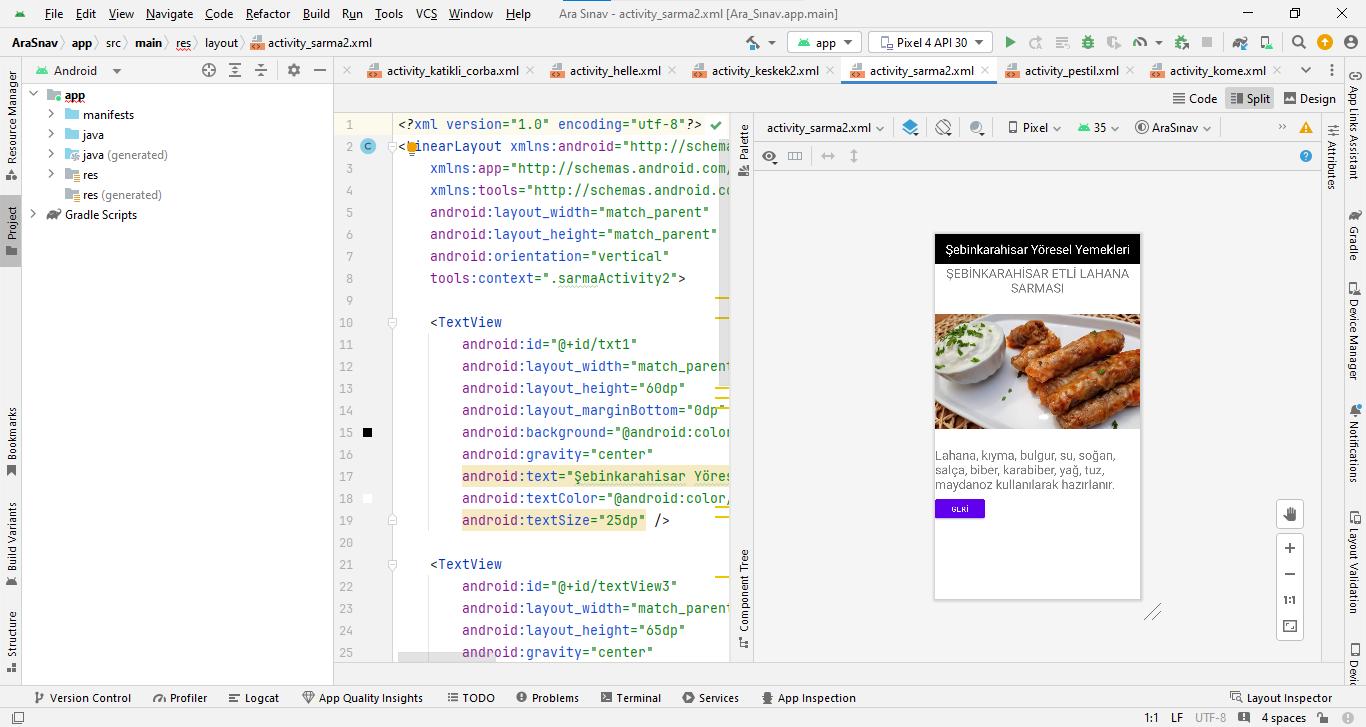 File Edit View Navigate Code Refactor Build Run Tools VCS Window Help Ara Sınav - activity_sarma2.xml [Ara_Sınav.app.main]
AraSnav app src main res layout activity_sarma2.xml app Pixel 4 API 30
Resource Manager
Project
Bookmarks
Build Variants
Structure
Android
app
manifests
java
java (generated)
res
res (generated)
Gradle Scripts
activity_katikli_corba.xml activity_helle.xml activity_keskek2.xml activity_sarma2.xml activity_pestil.xml activity_kome.xml
Code Split Design
1 <?xml version="1.0" encoding="utf-8"?>
2 C <LinearLayout xmlns:android="http://schema
3 xmlns:app="http://schemas.android.com/
4 xmlns:tools="http://schemas.android.co
5 android:layout_width="match_parent"
6 android:layout_height="match_parent"
7 android:orientation="vertical"
8 tools:context=".sarmaActivity2">
9
10 <TextView
11 android:id="@+id/txt1"
12 android:layout_width="match_parent
13 android:layout_height="60dp"
14 android:layout_marginBottom="0dp"
15 android:background="@android:color
16 android:gravity="center"
17 android:text="Şebinkarahisar Yöres
18 android:textColor="@android:color/
19 android:textSize="25dp" />
20
21 <TextView
22 android:id="@+id/textView3"
23 android:layout_width="match_parent
24 android:layout_height="65dp"
25 android:gravity="center"
Palette
Component Tree
activity_sarma2.xml Pixel 35 AraSınav
Şebinkarahisar Yöresel Yemekleri
ŞEBİNKARAHİSAR ETLİ LAHANA
SARMASI
Lahana, kıyma, bulgur, su, soğan,
salça, biber, karabiber, yağ, tuz,
maydanoz kullanılarak hazırlanır.
GERİ
1:1
Attributes
App Links Assistant
Gradle
Device Manager
Notifications
Layout Validation
Devic
Version Control Profiler Logcat App Quality Insights TODO Problems Terminal Services App Inspection Layout Inspector
1:1 LF UTF-8 4 spaces